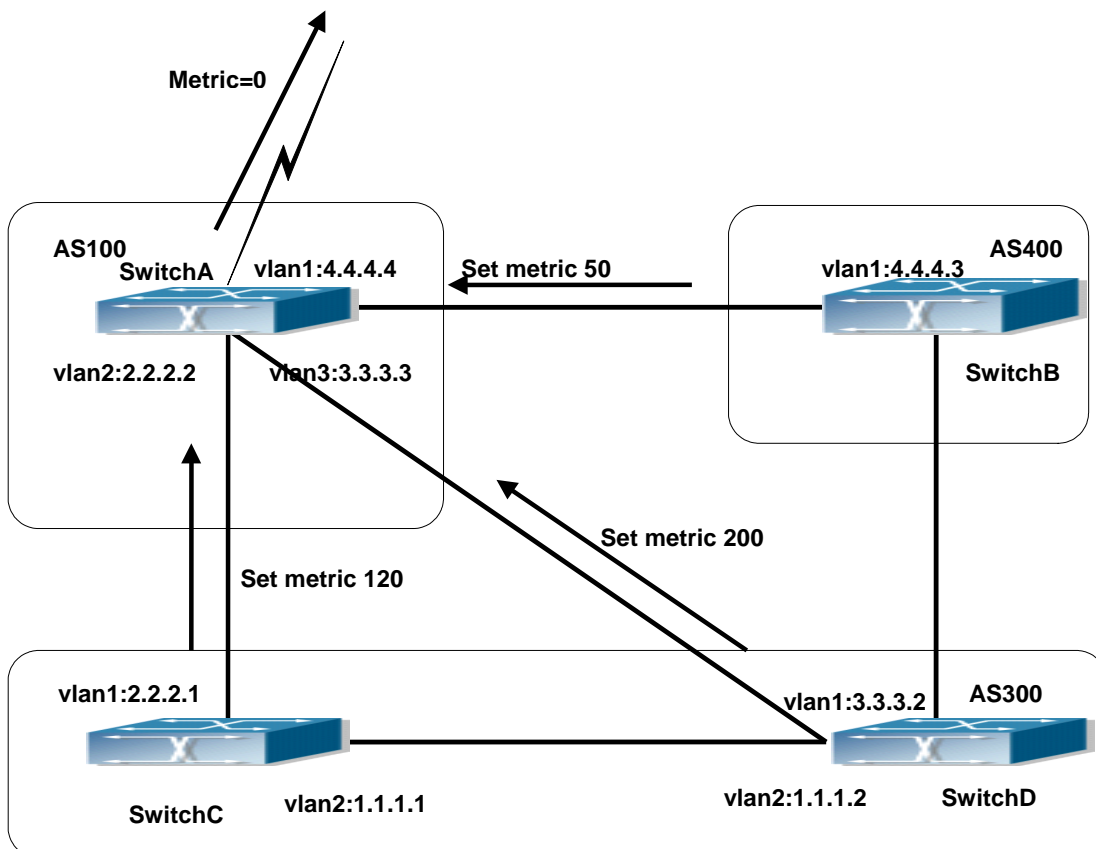 Metric=0
AS100
SwitchA
vlan1:4.4.4.4
Set metric 50
vlan1:4.4.4.3
AS400
vlan2:2.2.2.2
vlan3:3.3.3.3
SwitchB
Set metric 200
Set metric 120
vlan1:2.2.2.1
vlan1:3.3.3.2
AS300
SwitchC
vlan2:1.1.1.1
vlan2:1.1.1.2
SwitchD